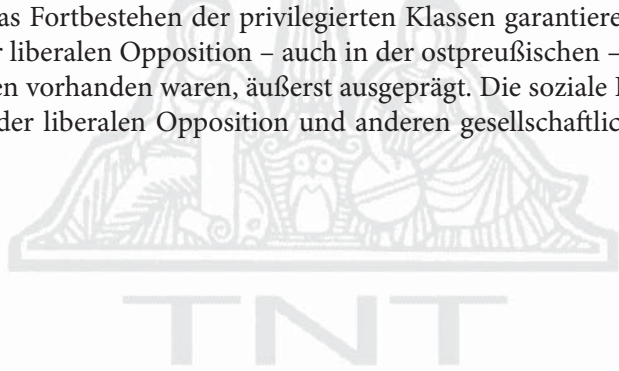 as Fortbestehen der privilegierten Klassen garantiere
r liberalen Opposition – auch in der ostpreußischen –
en vorhanden waren, äußerst ausgeprägt. Die soziale
der liberalen Opposition und anderen gesellschaftlic
TNT